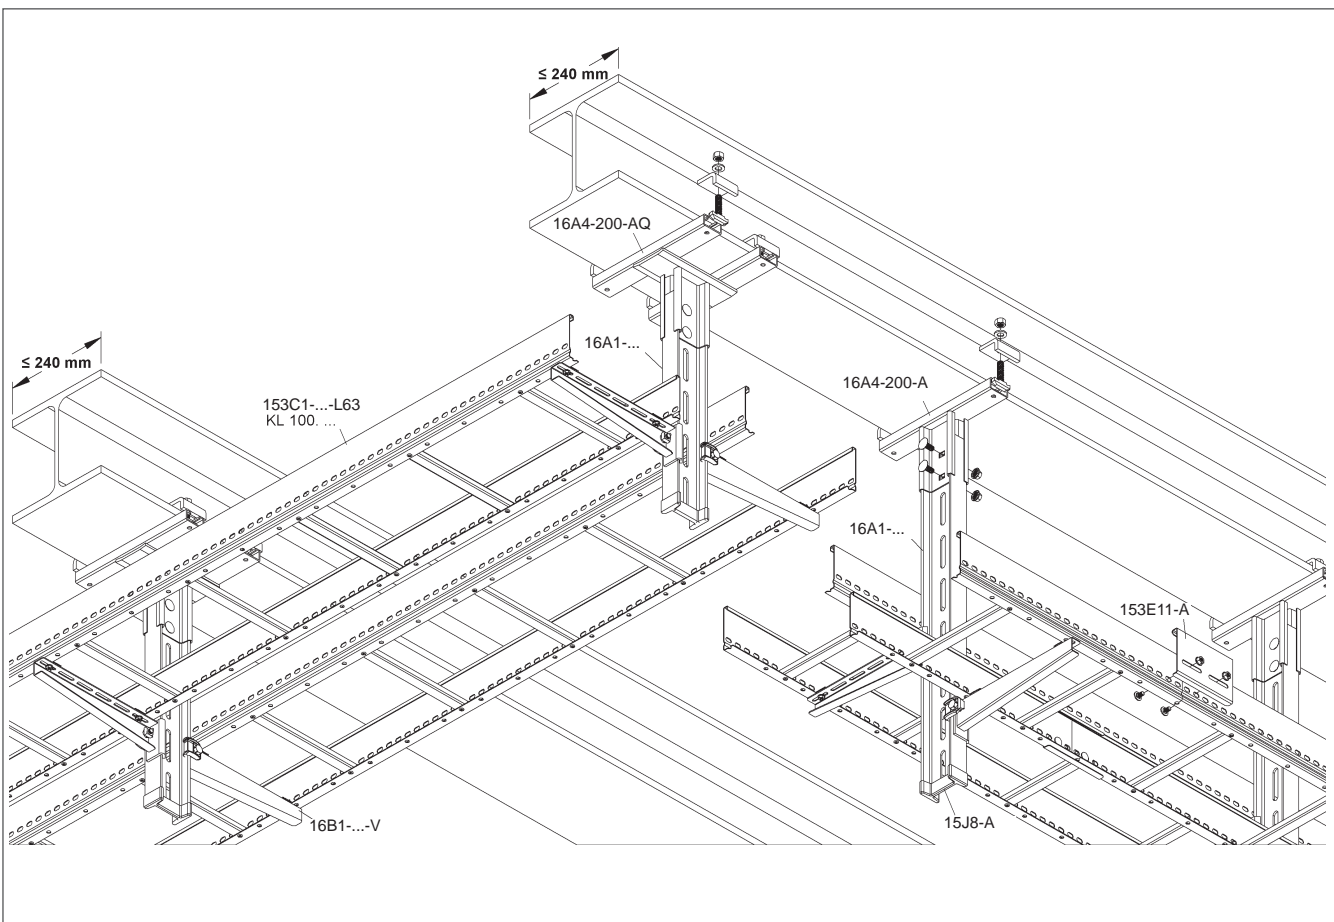 ≤ 240 mm
16A4-200-AQ
16A1-...
≤ 240 mm
16A4-200-A
153C1-...-L63
KL 100. ...
16A1-...
153E11-A
16B1-...-V
15J8-A